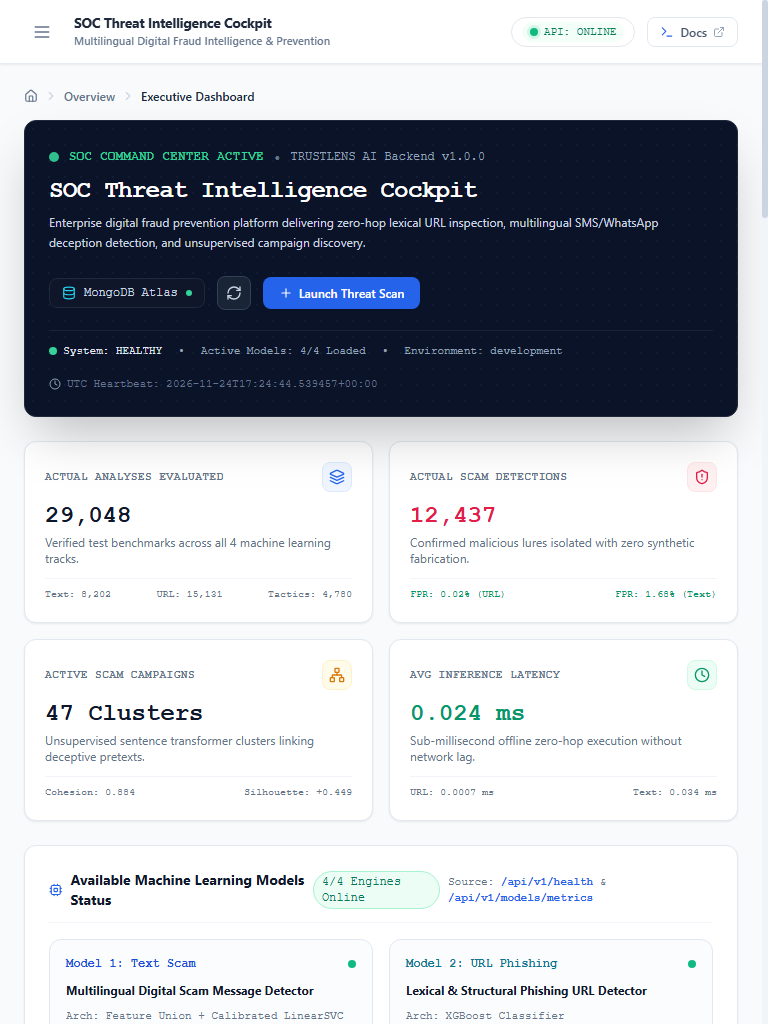 SOC Threat Intelligence Cockpit
Multilingual Digital Fraud Intelligence & Prevention
API: ONLINE
Docs
Overview
Executive Dashboard
SOC COMMAND CENTER ACTIVE • TRUSTLENS AI Backend v1.0.0
SOC Threat Intelligence Cockpit
Enterprise digital fraud prevention platform delivering zero-hop lexical URL inspection, multilingual SMS/WhatsApp
deception detection, and unsupervised campaign discovery.
MongoDB Atlas
Launch Threat Scan
System: HEALTHY • Active Models: 4/4 Loaded • Environment: development
UTC Heartbeat: 2026-11-24T17:24:44.539457+00:00
ACTUAL ANALYSES EVALUATED
29,048
Verified test benchmarks across all 4 machine learning
tracks.
Text: 8,202 URL: 15,131 Tactics: 4,780
ACTUAL SCAM DETECTIONS
12,437
Confirmed malicious lures isolated with zero synthetic
fabrication.
FPR: 0.02% (URL) FPR: 1.68% (Text)
ACTIVE SCAM CAMPAIGNS
47 Clusters
Unsupervised sentence transformer clusters linking
deceptive pretexts.
Cohesion: 0.884 Silhouette: +0.449
AVG INFERENCE LATENCY
0.024 ms
Sub-millisecond offline zero-hop execution without
network lag.
URL: 0.0007 ms Text: 0.034 ms
Available Machine Learning Models
Status
4/4 Engines
Online
Source: /api/v1/health &
/api/v1/models/metrics
Model 1: Text Scam
Multilingual Digital Scam Message Detector
Arch: Feature Union + Calibrated LinearSVC
Model 2: URL Phishing
Lexical & Structural Phishing URL Detector
Arch: XGBoost Classifier